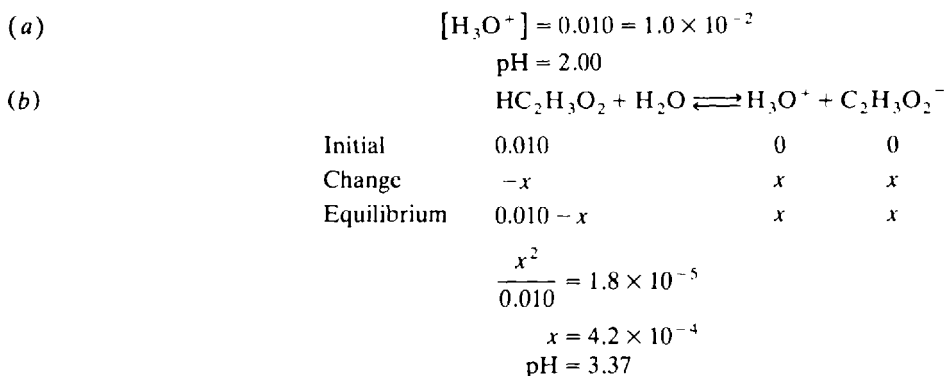 (a) [H₃O⁺] = 0.010 = 1.0 × 10⁻²
pH = 2.00
(b) HC₂H₃O₂ + H₂O ⇌ H₃O⁺ + C₂H₃O₂⁻
Initial 0.010 0 0
Change −x x x
Equilibrium 0.010 − x x x
x²/0.010 = 1.8 × 10⁻⁵
x = 4.2 × 10⁻⁴
pH = 3.37